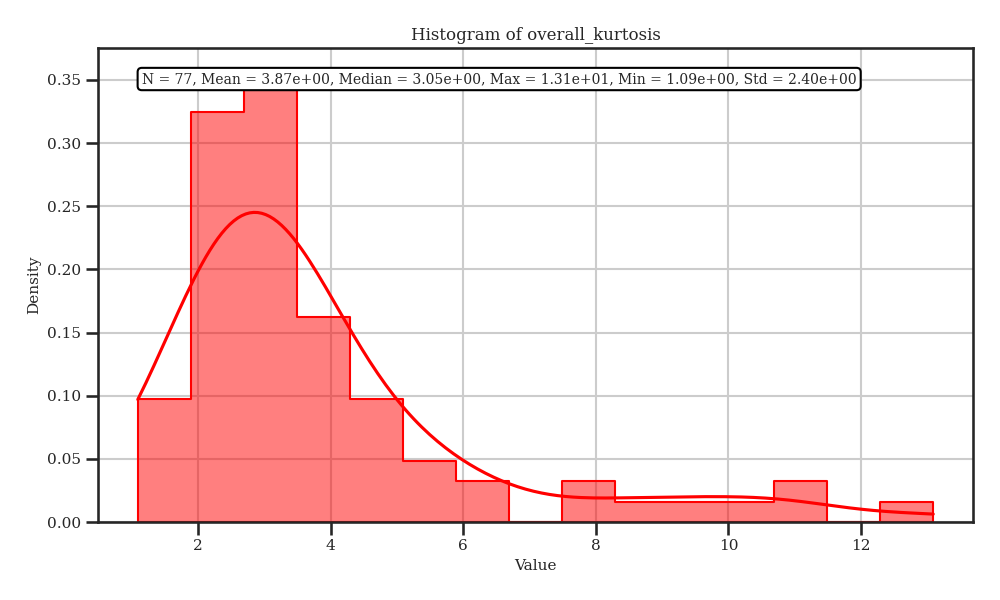 Histogram of overall_kurtosis
N = 77, Mean = 3.87e+00, Median = 3.05e+00, Max = 1.31e+01, Min = 1.09e+00, Std = 2.40e+00
0.35
0.30
0.25
0.20
0.15
0.10
0.05
0.00
Density
2 4 6 8 10 12
Value